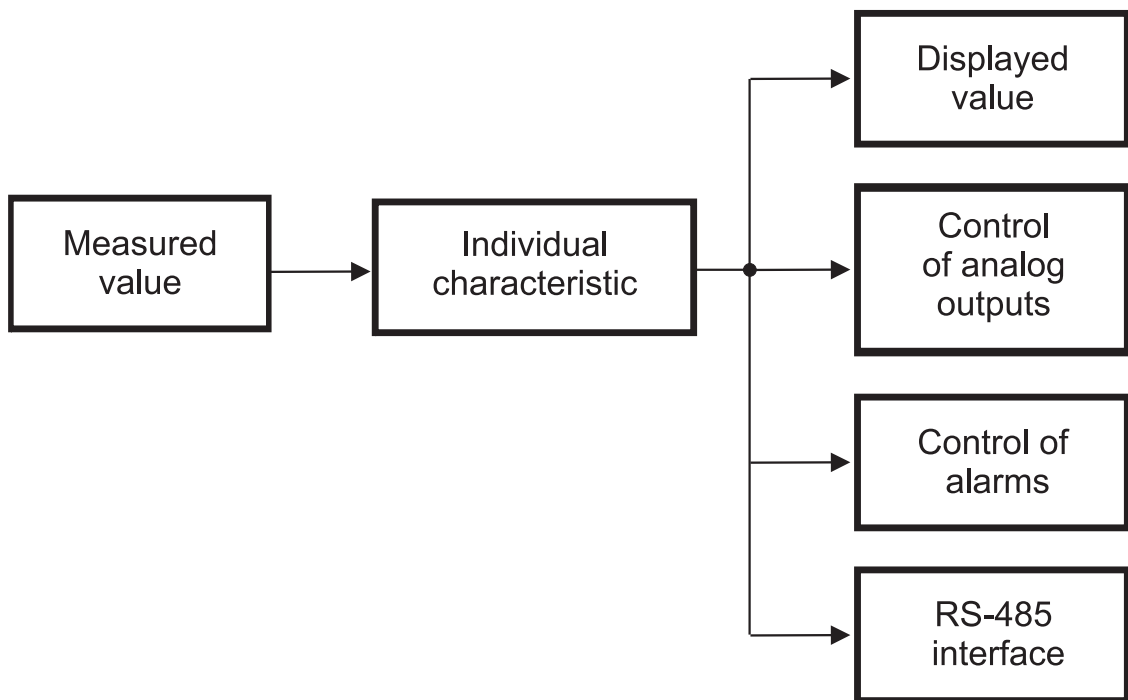 Measured
value
Individual
characteristic
Displayed
value
Control
of analog
outputs
Control of
alarms
RS-485
interface